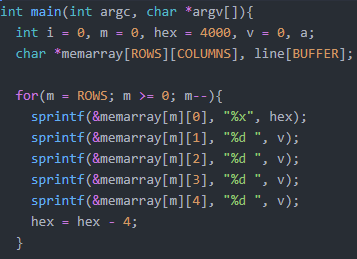 int main(int argc, char *argv[]){
int i = 0, m = 0, hex = 4000, v = 0, a;
char *memarray[ROWS][COLUMNS], line[BUFFER];
for(m = ROWS; m >= 0; m--){
sprintf(&memarray[m][0], "%x", hex);
sprintf(&memarray[m][1], "%d ", v);
sprintf(&memarray[m][2], "%d ", v);
sprintf(&memarray[m][3], "%d ", v);
sprintf(&memarray[m][4], "%d ", v);
hex = hex - 4;
}